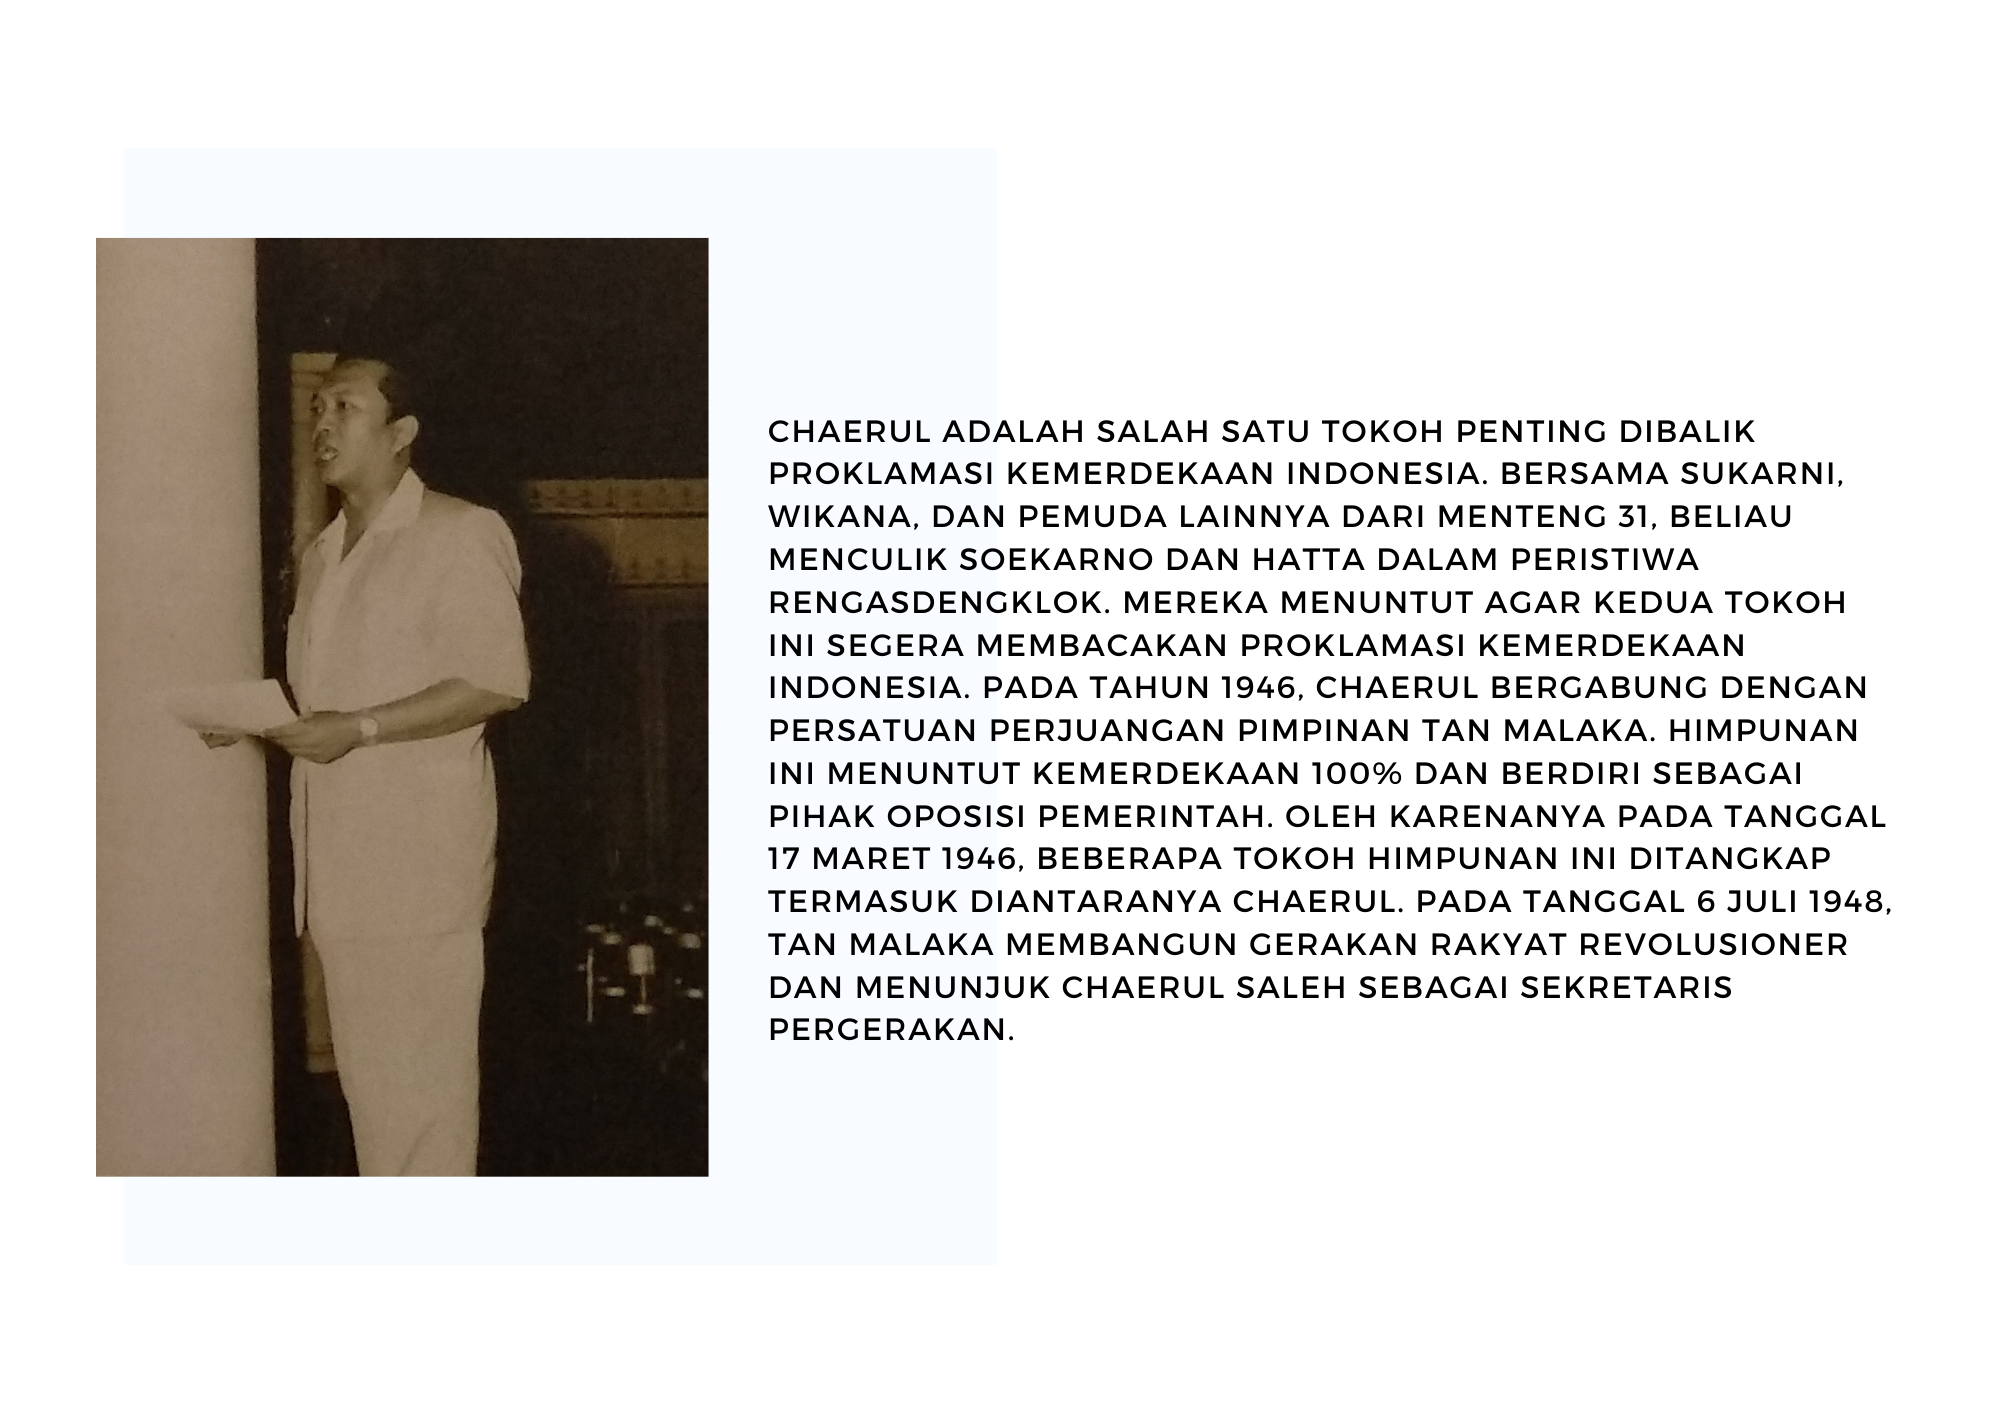 CHAERUL ADALAH SALAH SATU TOKOH PENTING DIBALIK
PROKLAMASI KEMERDEKAAN INDONESIA. BERSAMA SUKARNI,
WIKANA, DAN PEMUDA LAINNYA DARI MENTENG 31, BELIAU
MENCULIK SOEKARNO DAN HATTA DALAM PERISTIWA
RENGASDENGKLOK. MEREKA MENUNTUT AGAR KEDUA TOKOH
INI SEGERA MEMBACAKAN PROKLAMASI KEMERDEKAAN
INDONESIA. PADA TAHUN 1946, CHAERUL BERGABUNG DENGAN
PERSATUAN PERJUANGAN PIMPINAN TAN MALAKA. HIMPUNAN
INI MENUNTUT KEMERDEKAAN 100% DAN BERDIRI SEBAGAI
PIHAK OPOSISI PEMERINTAH. OLEH KARENANYA PADA TANGGAL
17 MARET 1946, BEBERAPA TOKOH HIMPUNAN INI DITANGKAP
TERMASUK DIANTARANYA CHAERUL. PADA TANGGAL 6 JULI 1948,
TAN MALAKA MEMBANGUN GERAKAN RAKYAT REVOLUSIONER
DAN MENUNJUK CHAERUL SALEH SEBAGAI SEKRETARIS
PERGERAKAN.